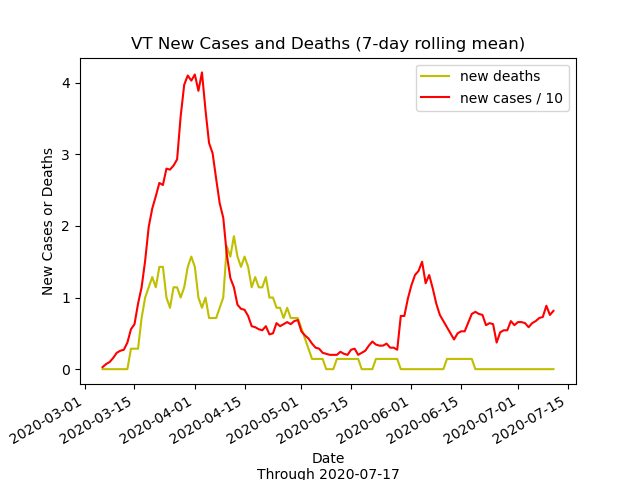 VT New Cases and Deaths (7-day rolling mean)
new deaths
new cases / 10
New Cases or Deaths
4
3
2
1
0
2020-03-01
2020-03-15
2020-04-01
2020-04-15
2020-05-01
2020-05-15
2020-06-01
2020-06-15
2020-07-01
2020-07-15
Date
Through 2020-07-17